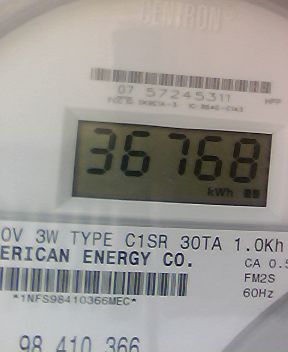 CENTRON
07 57245311
36768
kWh
0V 3W TYPE C1SR 30TA 1.0Kh
ERICAN ENERGY CO. CA 0.5
FM2S
*1NFS98410366MEC* 60Hz
98 410 366